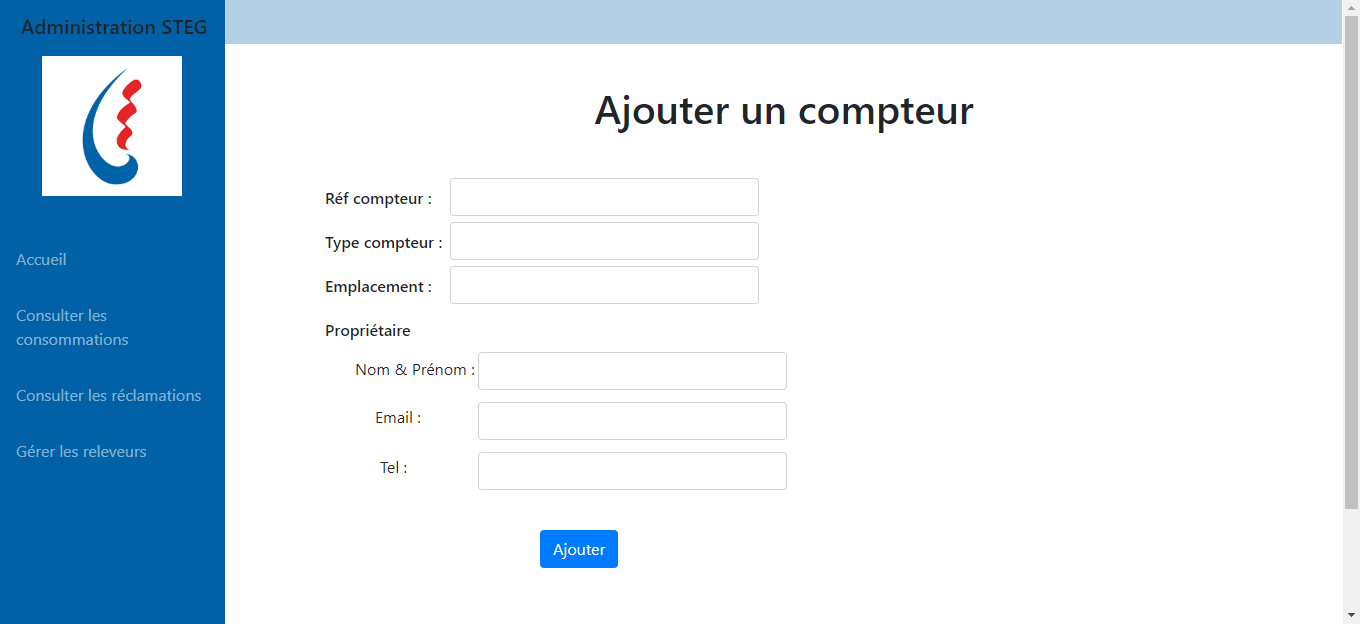 Administration STEG
Accueil
Consulter les
consommations
Consulter les réclamations
Gérer les releveurs
Ajouter un compteur
Réf compteur :
Type compteur :
Emplacement :
Propriétaire
Nom & Prénom :
Email :
Tel :
Ajouter